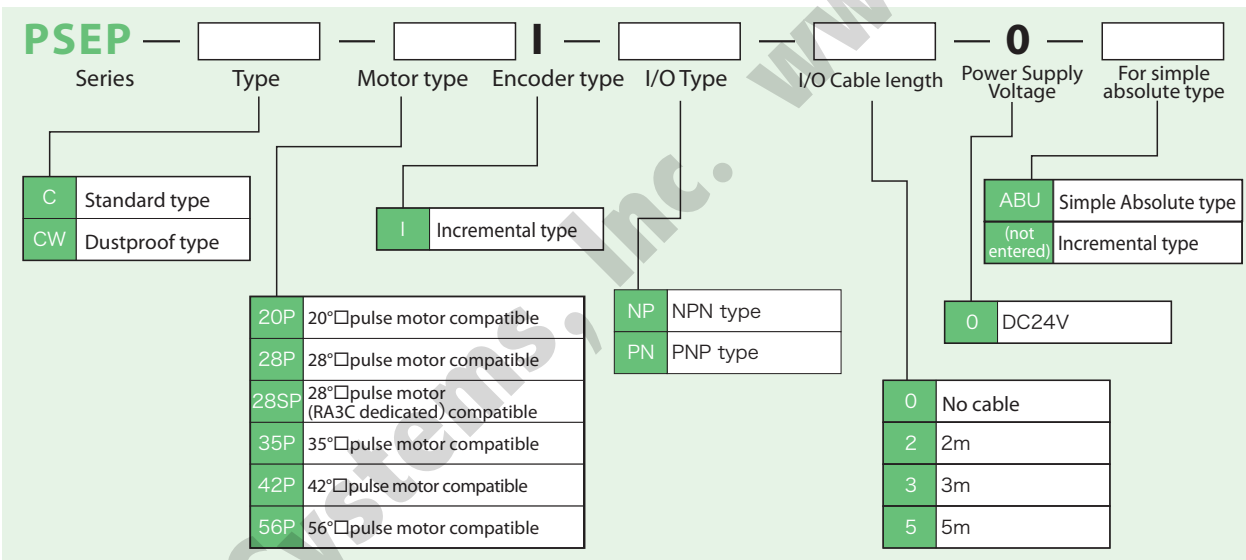 PSEP — — I — — — 0 —
Series Type Motor type Encoder type I/O Type I/O Cable length Power Supply Voltage For simple absolute type
C Standard type
CW Dustproof type
I Incremental type
ABU Simple Absolute type
(not entered) Incremental type
20P 20°□pulse motor compatible
28P 28°□pulse motor compatible
28SP 28°□pulse motor
(RA3C dedicated) compatible
35P 35°□pulse motor compatible
42P 42°□pulse motor compatible
56P 56°□pulse motor compatible
NP NPN type
PN PNP type
0 DC24V
0 No cable
2 2m
3 3m
5 5m
Systems, Inc. www